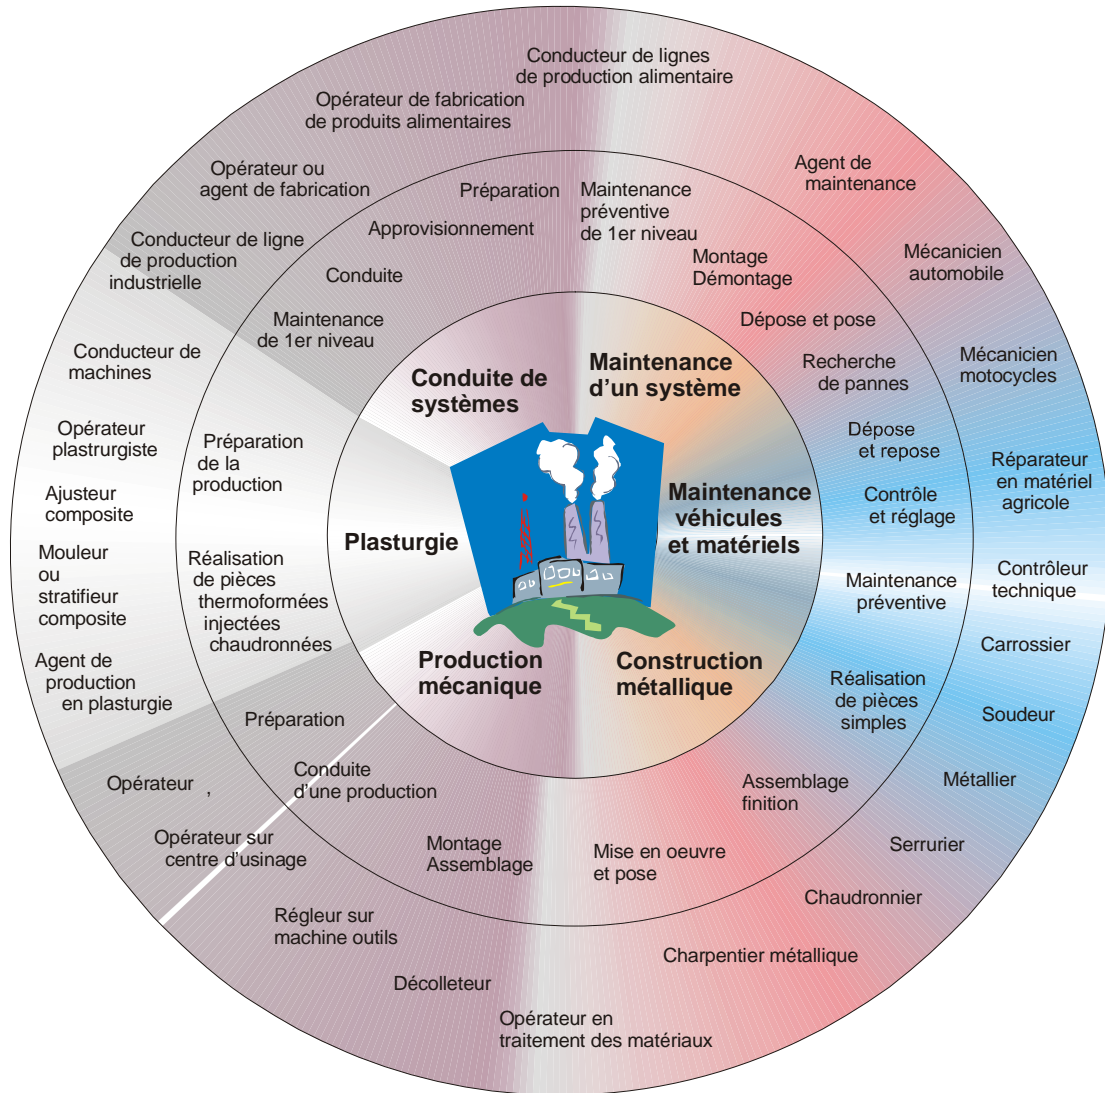 Conducteur de lignes
de production alimentaire
Opérateur de fabrication
de produits alimentaires
Opérateur ou
agent de fabrication
Conducteur de ligne
de production
industrielle
Conducteur de
machines
Opérateur
plastrurgiste
Ajusteur
composite
Mouleur
ou
stratifieur
composite
Agent de
production
en plasturgie
Opérateur ,
Opérateur sur
centre d'usinage
Régleur sur
machine outils
Décolleteur
Opérateur en
traitement des matériaux
Charpentier métallique
Chaudronnier
Serrurier
Métallier
Soudeur
Carrossier
Contrôleur
technique
Réparateur
en matériel
agricole
Mécanicien
motocycles
Mécanicien
automobile
Agent de
maintenance
Préparation
Approvisionnement
Conduite
Maintenance
de 1er niveau
Préparation
de la
production
Réalisation
de pièces
thermoformées
injectées
chaudronnées
Préparation
Conduite
d'une production
Montage
Assemblage
Mise en oeuvre
et pose
Assemblage
finition
Réalisation
de pièces
simples
Maintenance
préventive
Contrôle
et réglage
Dépose
et repose
Recherche
de pannes
Dépose et pose
Montage
Démontage
Maintenance
préventive
de 1er niveau
Conduite de
systèmes
Maintenance
d'un système
Plasturgie
Maintenance
véhicules
et matériels
Production
mécanique
Construction
métallique